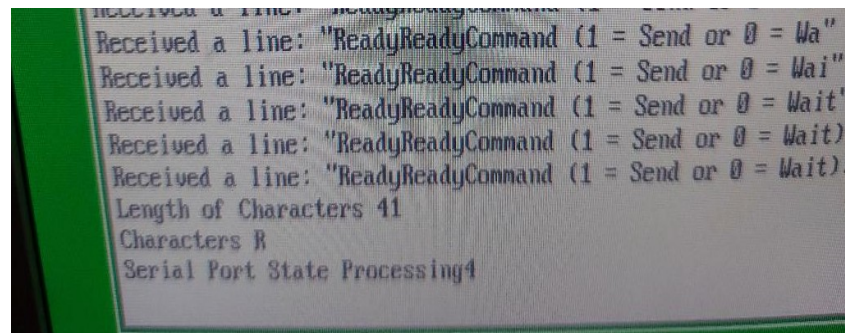 Received a line: "ReadyReadyCommand (1 = Send or 0 = Wa"
Received a line: "ReadyReadyCommand (1 = Send or 0 = Wai"
Received a line: "ReadyReadyCommand (1 = Send or 0 = Wait"
Received a line: "ReadyReadyCommand (1 = Send or 0 = Wait)
Received a line: "ReadyReadyCommand (1 = Send or 0 = Wait).
Length of Characters 41
Characters R
Serial Port State Processing4